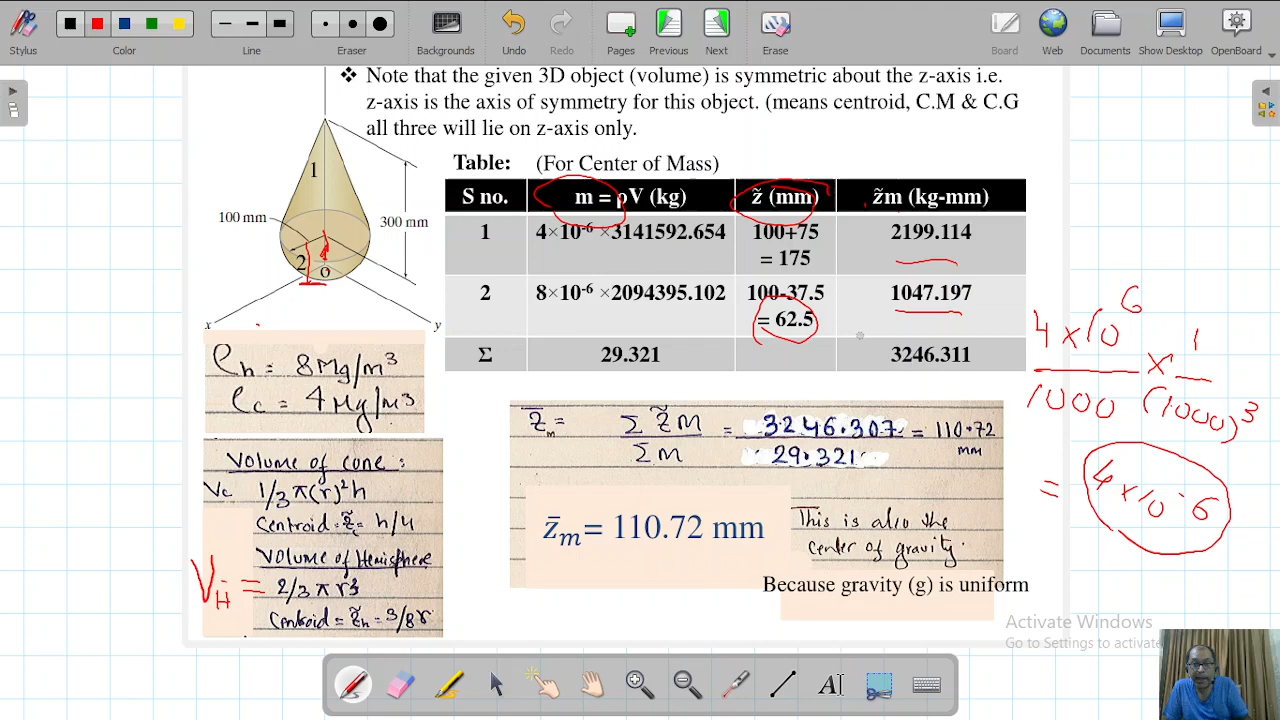 Stylus
Color
Line
Eraser
Backgrounds
Undo
Redo
Pages
Previous
Next
Erase
Board
Web
Documents
Show Desktop
OpenBoard
❖ Note that the given 3D object (volume) is symmetric about the z-axis i.e.
z-axis is the axis of symmetry for this object. (means centroid, C.M & C.G
all three will lie on z-axis only.
Table: (For Center of Mass)
S no. m = ρV (kg) z̃ (mm) z̃m (kg-mm)
1 4×10⁻⁶ ×3141592.654 100+75 = 175 2199.114
2 8×10⁻⁶ ×2094395.102 100-37.5 = 62.5 1047.197
Σ 29.321 3246.311
1
100 mm
300 mm
2
0
x
y
ρh = 8Mg/m³
ρc = 4Mg/m³
Volume of cone:
Vc 1/3 π(r)²h
Centroid = z̃c = h/4
Volume of Hemisphere
VH = 2/3 π r³
Centroid = z̃h = 3/8r
z̄m = Σ z̃ M / Σ M = 3246.307 / 29.321 = 110.72 mm
z̄m = 110.72 mm
This is also the
center of gravity.
Because gravity (g) is uniform
4 × 10⁶ / 1000 × 1 / (1000)³
= 4×10⁻⁶
Activate Windows
Go to Settings to activate